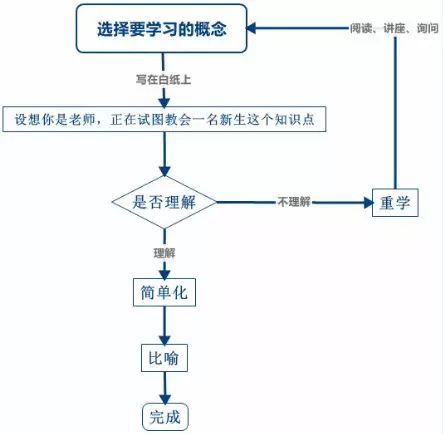 选择要学习的概念
阅读、讲座、询问
写在白纸上
设想你是老师，正在试图教会一名新生这个知识点
是否理解
不理解
重学
理解
简单化
比喻
完成